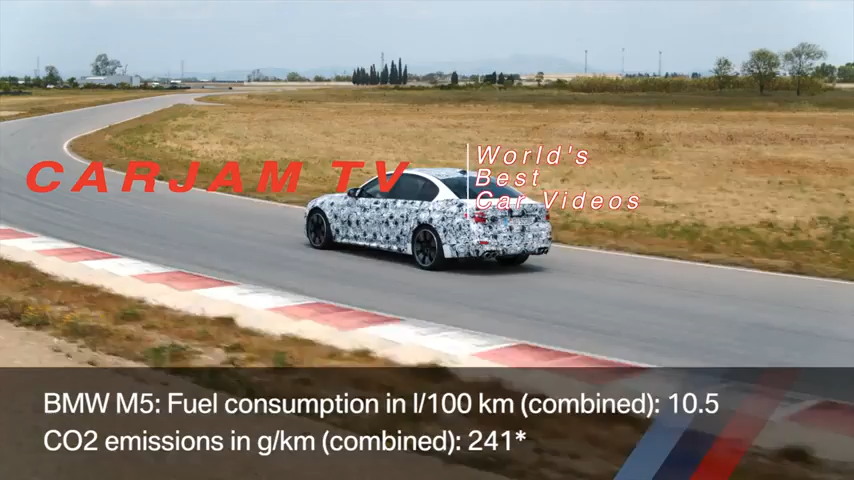 CARJAM TV
World's
Best
Car Videos
BMW M5: Fuel consumption in l/100 km (combined): 10.5
CO2 emissions in g/km (combined): 241*